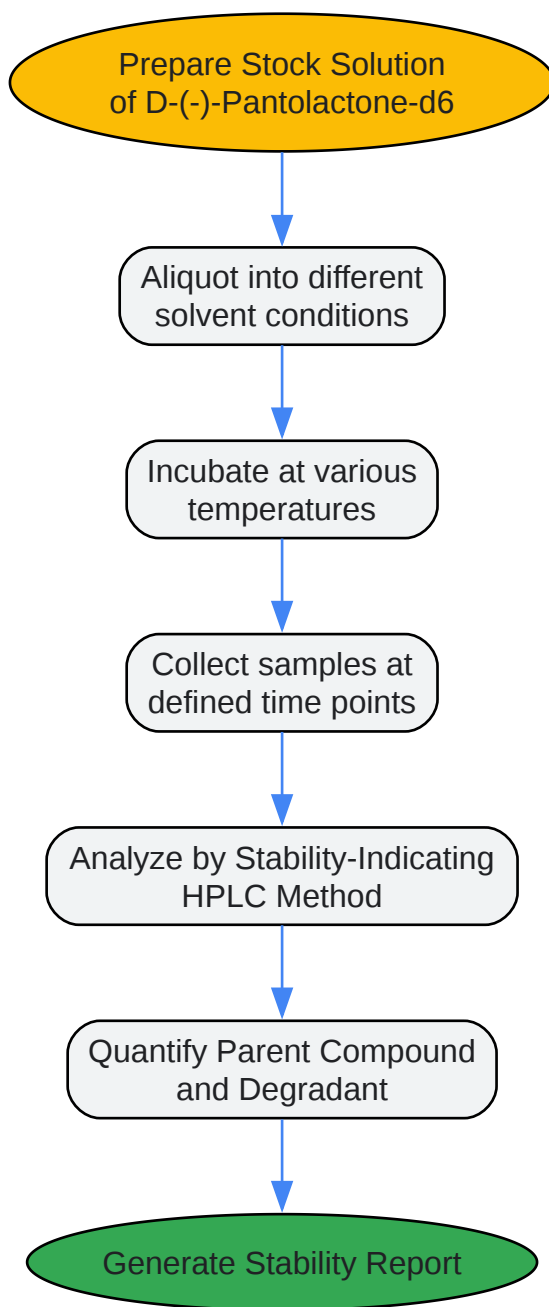 Prepare Stock Solution
of D-(-)-Pantolactone-d6
Aliquot into different
solvent conditions
Incubate at various
temperatures
Collect samples at
defined time points
Analyze by Stability-Indicating
HPLC Method
Quantify Parent Compound
and Degradant
Generate Stability Report